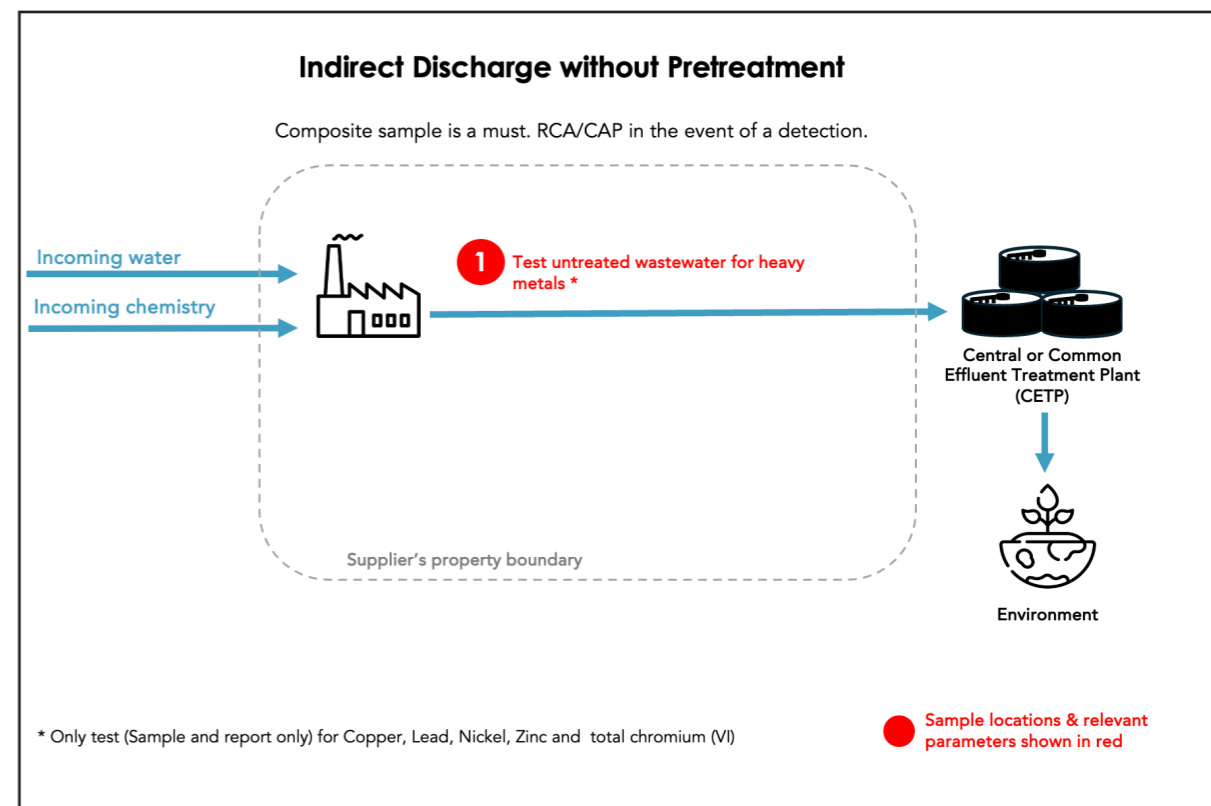 Indirect Discharge without Pretreatment
Composite sample is a must. RCA/CAP in the event of a detection.
Incoming water
Incoming chemistry
1
Test untreated wastewater for heavy
metals *
Central or Common
Effluent Treatment Plant
(CETP)
Supplier's property boundary
Environment
* Only test (Sample and report only) for Copper, Lead, Nickel, Zinc and  total chromium (VI)
Sample locations & relevant
parameters shown in red